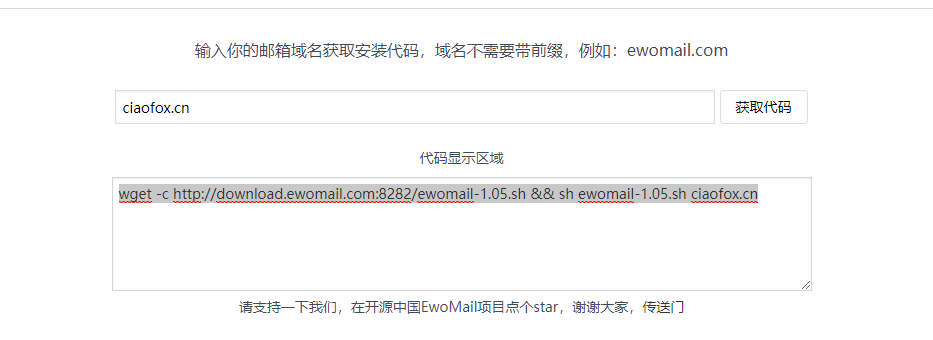 输入你的邮箱域名获取安装代码，域名不需要带前缀，例如：ewomail.com
ciaofox.cn 获取代码
代码显示区域
wget -c http://download.ewomail.com:8282/ewomail-1.05.sh && sh ewomail-1.05.sh ciaofox.cn
请支持一下我们，在开源中国EwoMail项目点个star，谢谢大家，传送门